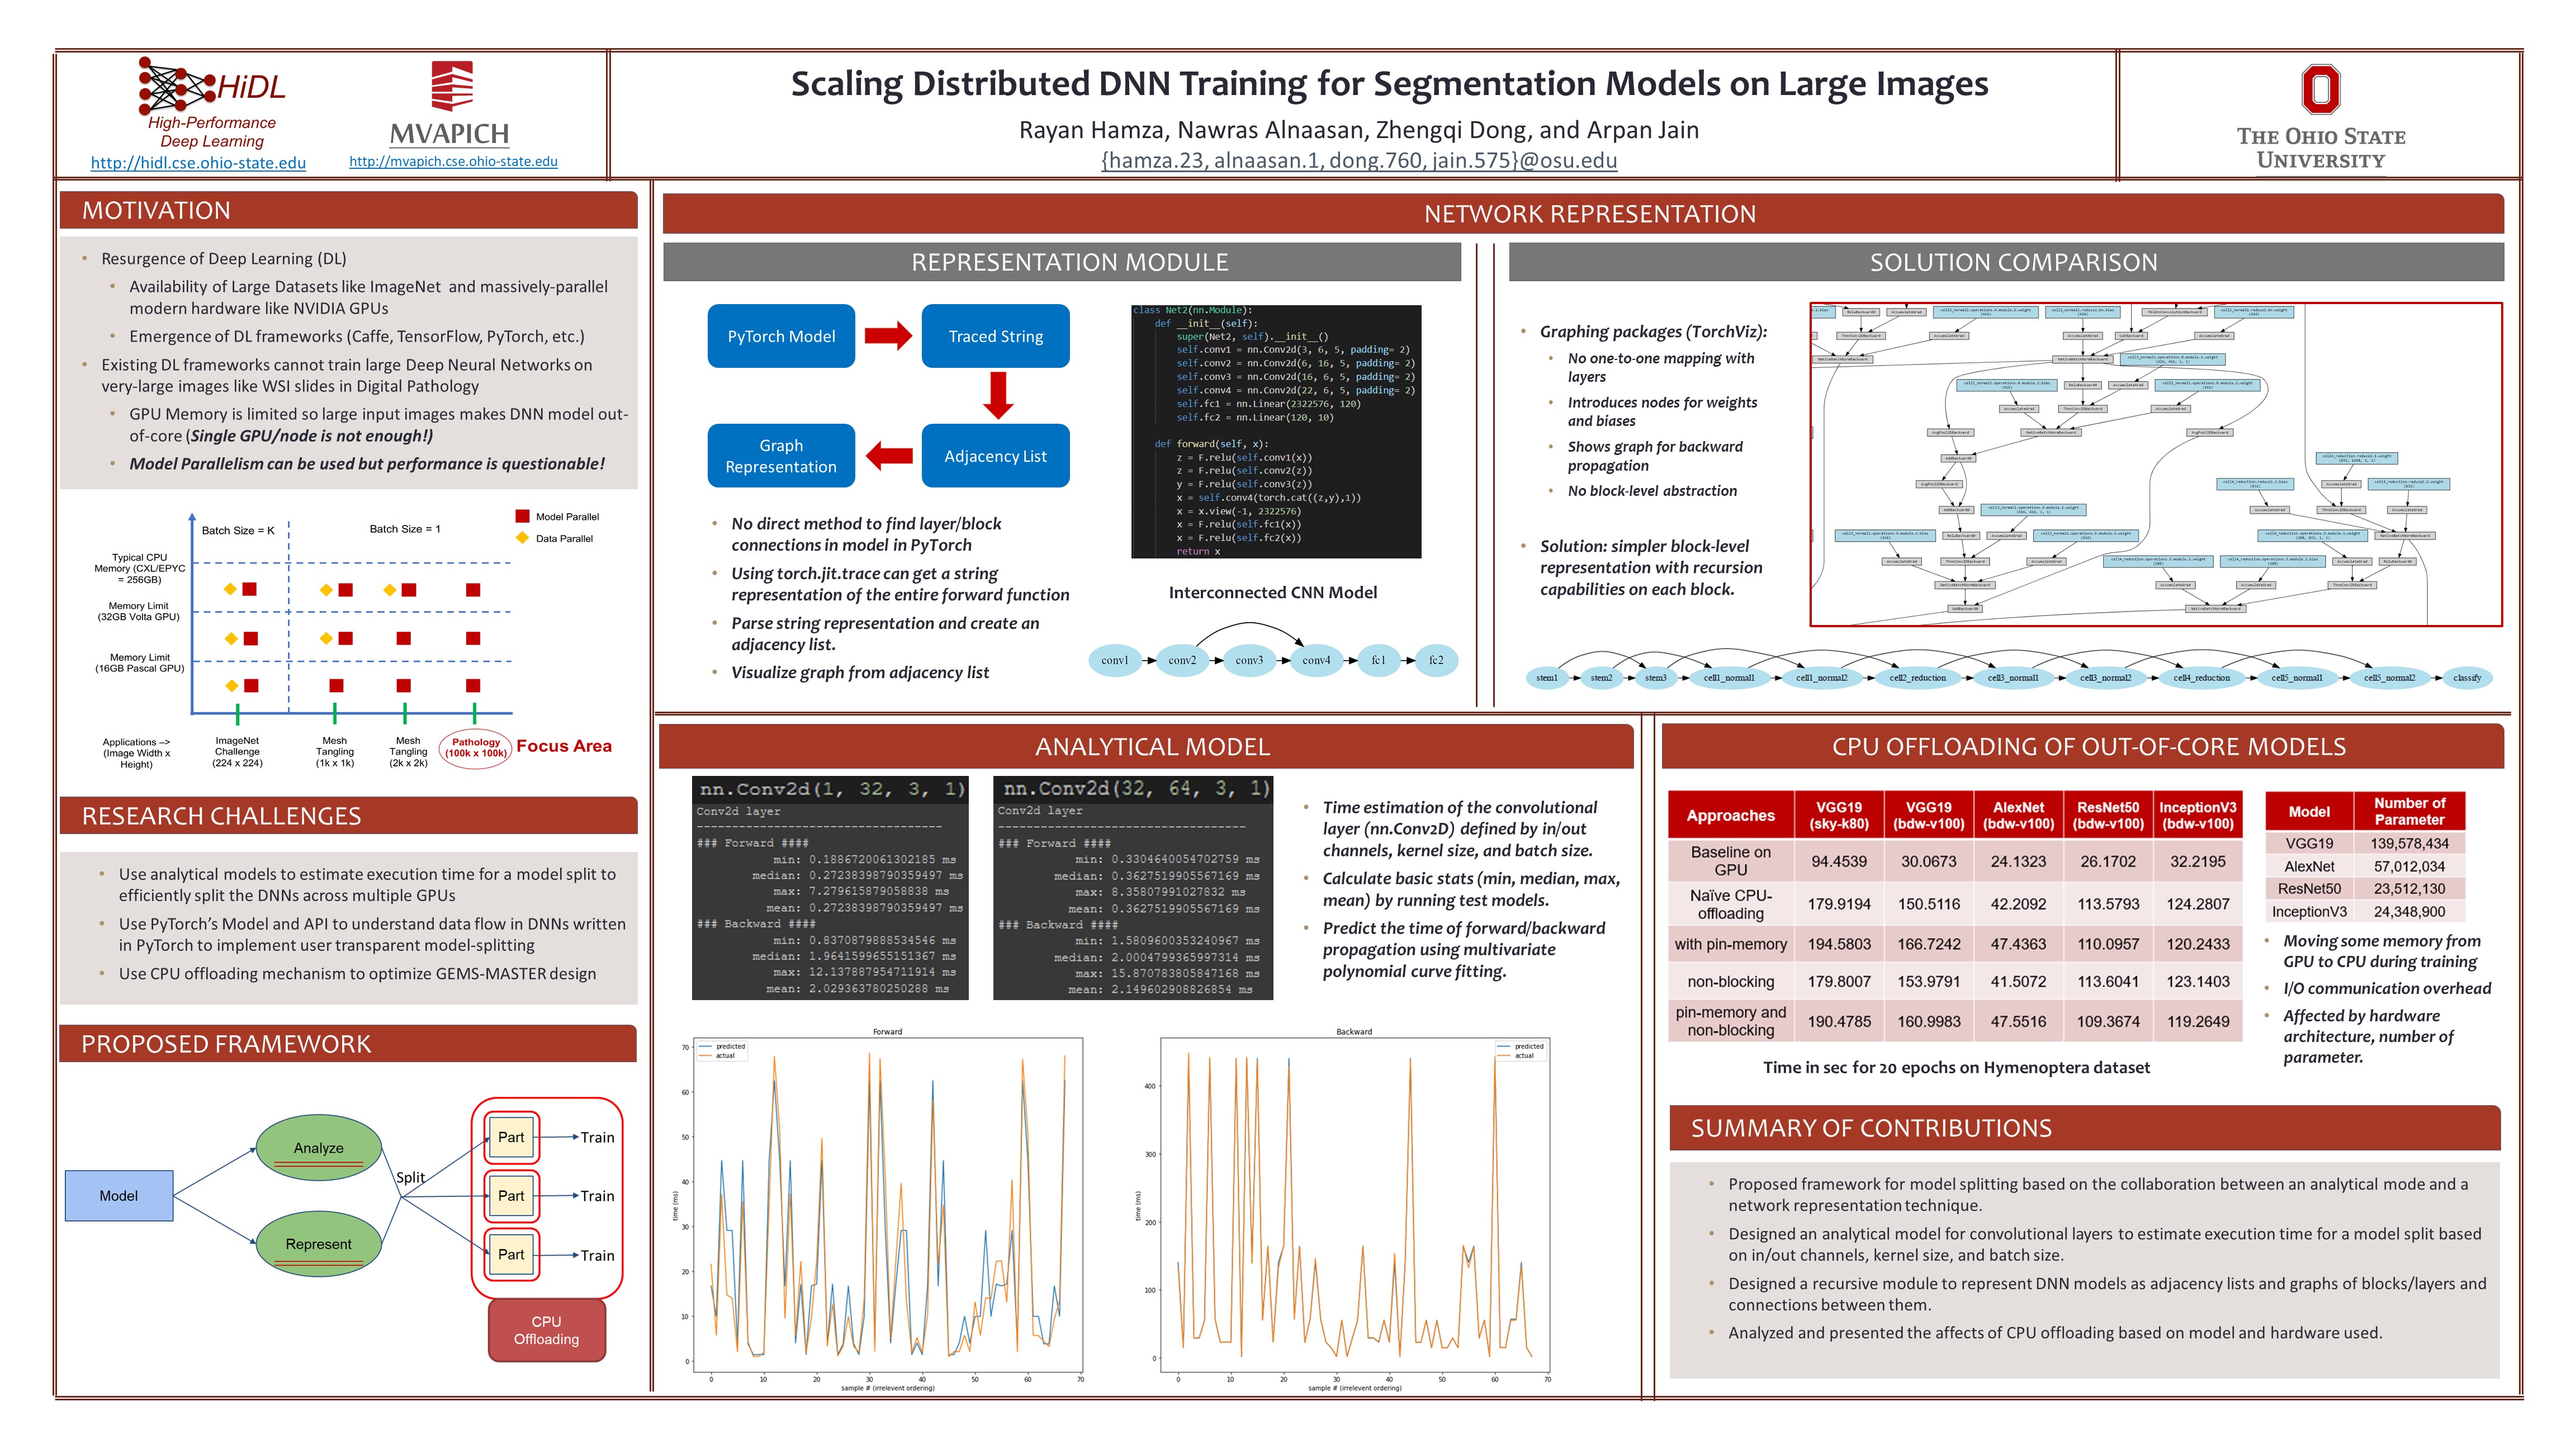 HiDL
High-Performance
Deep Learning
http://hidl.cse.ohio-state.edu
MVAPICH
http://mvapich.cse.ohio-state.edu
Scaling Distributed DNN Training for Segmentation Models on Large Images
Rayan Hamza, Nawras Alnaasan, Zhengqi Dong, and Arpan Jain
{hamza.23, alnaasan.1, dong.760, jain.575}@osu.edu
THE OHIO STATE
UNIVERSITY
MOTIVATION
• Resurgence of Deep Learning (DL)
• Availability of Large Datasets like ImageNet and massively-parallel
modern hardware like NVIDIA GPUs
• Emergence of DL frameworks (Caffe, TensorFlow, PyTorch, etc.)
• Existing DL frameworks cannot train large Deep Neural Networks on
very-large images like WSI slides in Digital Pathology
• GPU Memory is limited so large input images makes DNN model out-
of-core (Single GPU/node is not enough!)
• Model Parallelism can be used but performance is questionable!
Batch Size = K
Batch Size = 1
Model Parallel
Data Parallel
Typical CPU
Memory (CXL/EPYC
= 256GB)
Memory Limit
(32GB Volta GPU)
Memory Limit
(16GB Pascal GPU)
Applications –>
(Image Width x
Height)
ImageNet
Challenge
(224 x 224)
Mesh
Tangling
(1k x 1k)
Mesh
Tangling
(2k x 2k)
Pathology
(100k x 100k)
Focus Area
RESEARCH CHALLENGES
• Use analytical models to estimate execution time for a model split to
efficiently split the DNNs across multiple GPUs
• Use PyTorch's Model and API to understand data flow in DNNs written
in PyTorch to implement user transparent model-splitting
• Use CPU offloading mechanism to optimize GEMS-MASTER design
PROPOSED FRAMEWORK
Model
Analyze
Represent
Split
Part
Train
Part
Train
Part
Train
CPU
Offloading
NETWORK REPRESENTATION
REPRESENTATION MODULE
PyTorch Model
Traced String
Graph
Representation
Adjacency List
• No direct method to find layer/block
connections in model in PyTorch
• Using torch.jit.trace can get a string
representation of the entire forward function
• Parse string representation and create an
adjacency list.
• Visualize graph from adjacency list
class Net2(nn.Module):
def __init__(self):
super(Net2, self).__init__()
self.conv1 = nn.Conv2d(3, 6, 5, padding= 2)
self.conv2 = nn.Conv2d(6, 16, 5, padding= 2)
self.conv3 = nn.Conv2d(16, 6, 5, padding= 2)
self.conv4 = nn.Conv2d(22, 6, 5, padding= 2)
self.fc1 = nn.Linear(2322576, 120)
self.fc2 = nn.Linear(120, 10)
def forward(self, x):
z = F.relu(self.conv1(x))
z = F.relu(self.conv2(z))
y = F.relu(self.conv3(z))
x = self.conv4(torch.cat((z,y),1))
x = x.view(-1, 2322576)
x = F.relu(self.fc1(x))
x = F.relu(self.fc2(x))
return x
Interconnected CNN Model
conv1 conv2 conv3 conv4 fc1 fc2
SOLUTION COMPARISON
• Graphing packages (TorchViz):
• No one-to-one mapping with
layers
• Introduces nodes for weights
and biases
• Shows graph for backward
propagation
• No block-level abstraction
• Solution: simpler block-level
representation with recursion
capabilities on each block.
stem1 stem2 stem3 cell1_normal1 cell1_normal2 cell2_reduction cell3_normal1 cell3_normal2 cell4_reduction cell5_normal1 cell5_normal2 classify
ANALYTICAL MODEL
nn.Conv2d(1, 32, 3, 1)
Conv2d layer
----------------------------------
### Forward ####
min: 0.1886720061302185 ms
median: 0.27238398790359497 ms
max: 7.279615879058838 ms
mean: 0.27238398790359497 ms
### Backward ####
min: 0.8370879888534546 ms
median: 1.9641599655151367 ms
max: 12.137887954711914 ms
mean: 2.029363780250288 ms
nn.Conv2d(32, 64, 3, 1)
Conv2d layer
----------------------------------
### Forward ####
min: 0.3304640054702759 ms
median: 0.3627519905567169 ms
max: 8.35807991027832 ms
mean: 0.3627519905567169 ms
### Backward ####
min: 1.5809600353240967 ms
median: 2.0004799365997314 ms
max: 15.870783805847168 ms
mean: 2.149602908826854 ms
• Time estimation of the convolutional
layer (nn.Conv2D) defined by in/out
channels, kernel size, and batch size.
• Calculate basic stats (min, median, max,
mean) by running test models.
• Predict the time of forward/backward
propagation using multivariate
polynomial curve fitting.
Forward
predicted
actual
time (ms)
70
60
50
40
30
20
10
0
0 10 20 30 40 50 60 70
sample # (irrelevent ordering)
Backward
predicted
actual
time (ms)
400
300
200
100
0
0 10 20 30 40 50 60 70
sample # (irrelevent ordering)
CPU OFFLOADING OF OUT-OF-CORE MODELS
Approaches VGG19 (sky-k80) VGG19 (bdw-v100) AlexNet (bdw-v100) ResNet50 (bdw-v100) InceptionV3 (bdw-v100)
Baseline on GPU 94.4539 30.0673 24.1323 26.1702 32.2195
Naïve CPU-offloading 179.9194 150.5116 42.2092 113.5793 124.2807
with pin-memory 194.5803 166.7242 47.4363 110.0957 120.2433
non-blocking 179.8007 153.9791 41.5072 113.6041 123.1403
pin-memory and non-blocking 190.4785 160.9983 47.5516 109.3674 119.2649
Time in sec for 20 epochs on Hymenoptera dataset
Model Number of Parameter
VGG19 139,578,434
AlexNet 57,012,034
ResNet50 23,512,130
InceptionV3 24,348,900
• Moving some memory from
GPU to CPU during training
• I/O communication overhead
• Affected by hardware
architecture, number of
parameter.
SUMMARY OF CONTRIBUTIONS
• Proposed framework for model splitting based on the collaboration between an analytical mode and a
network representation technique.
• Designed an analytical model for convolutional layers to estimate execution time for a model split based
on in/out channels, kernel size, and batch size.
• Designed a recursive module to represent DNN models as adjacency lists and graphs of blocks/layers and
connections between them.
• Analyzed and presented the affects of CPU offloading based on model and hardware used.